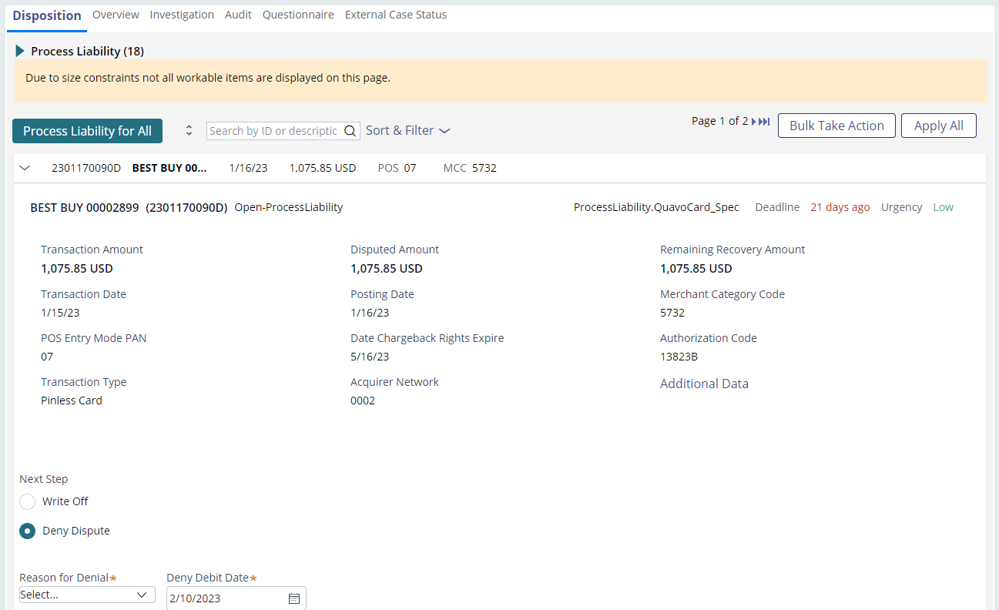 Disposition Overview Investigation Audit Questionnaire External Case Status
Process Liability (18)
Due to size constraints not all workable items are displayed on this page.
Process Liability for All Search by ID or descriptic Sort & Filter Page 1 of 2 Bulk Take Action Apply All
2301170090D BEST BUY 00... 1/16/23 1,075.85 USD POS 07 MCC 5732
BEST BUY 00002899 (2301170090D) Open-ProcessLiability ProcessLiability.QuavoCard_Spec Deadline 21 days ago Urgency Low
Transaction Amount Disputed Amount Remaining Recovery Amount
1,075.85 USD 1,075.85 USD 1,075.85 USD
Transaction Date Posting Date Merchant Category Code
1/15/23 1/16/23 5732
POS Entry Mode PAN Date Chargeback Rights Expire Authorization Code
07 5/16/23 13823B
Transaction Type Acquirer Network Additional Data
Pinless Card 0002
Next Step
Write Off
Deny Dispute
Reason for Denial* Deny Debit Date*
Select... 2/10/2023